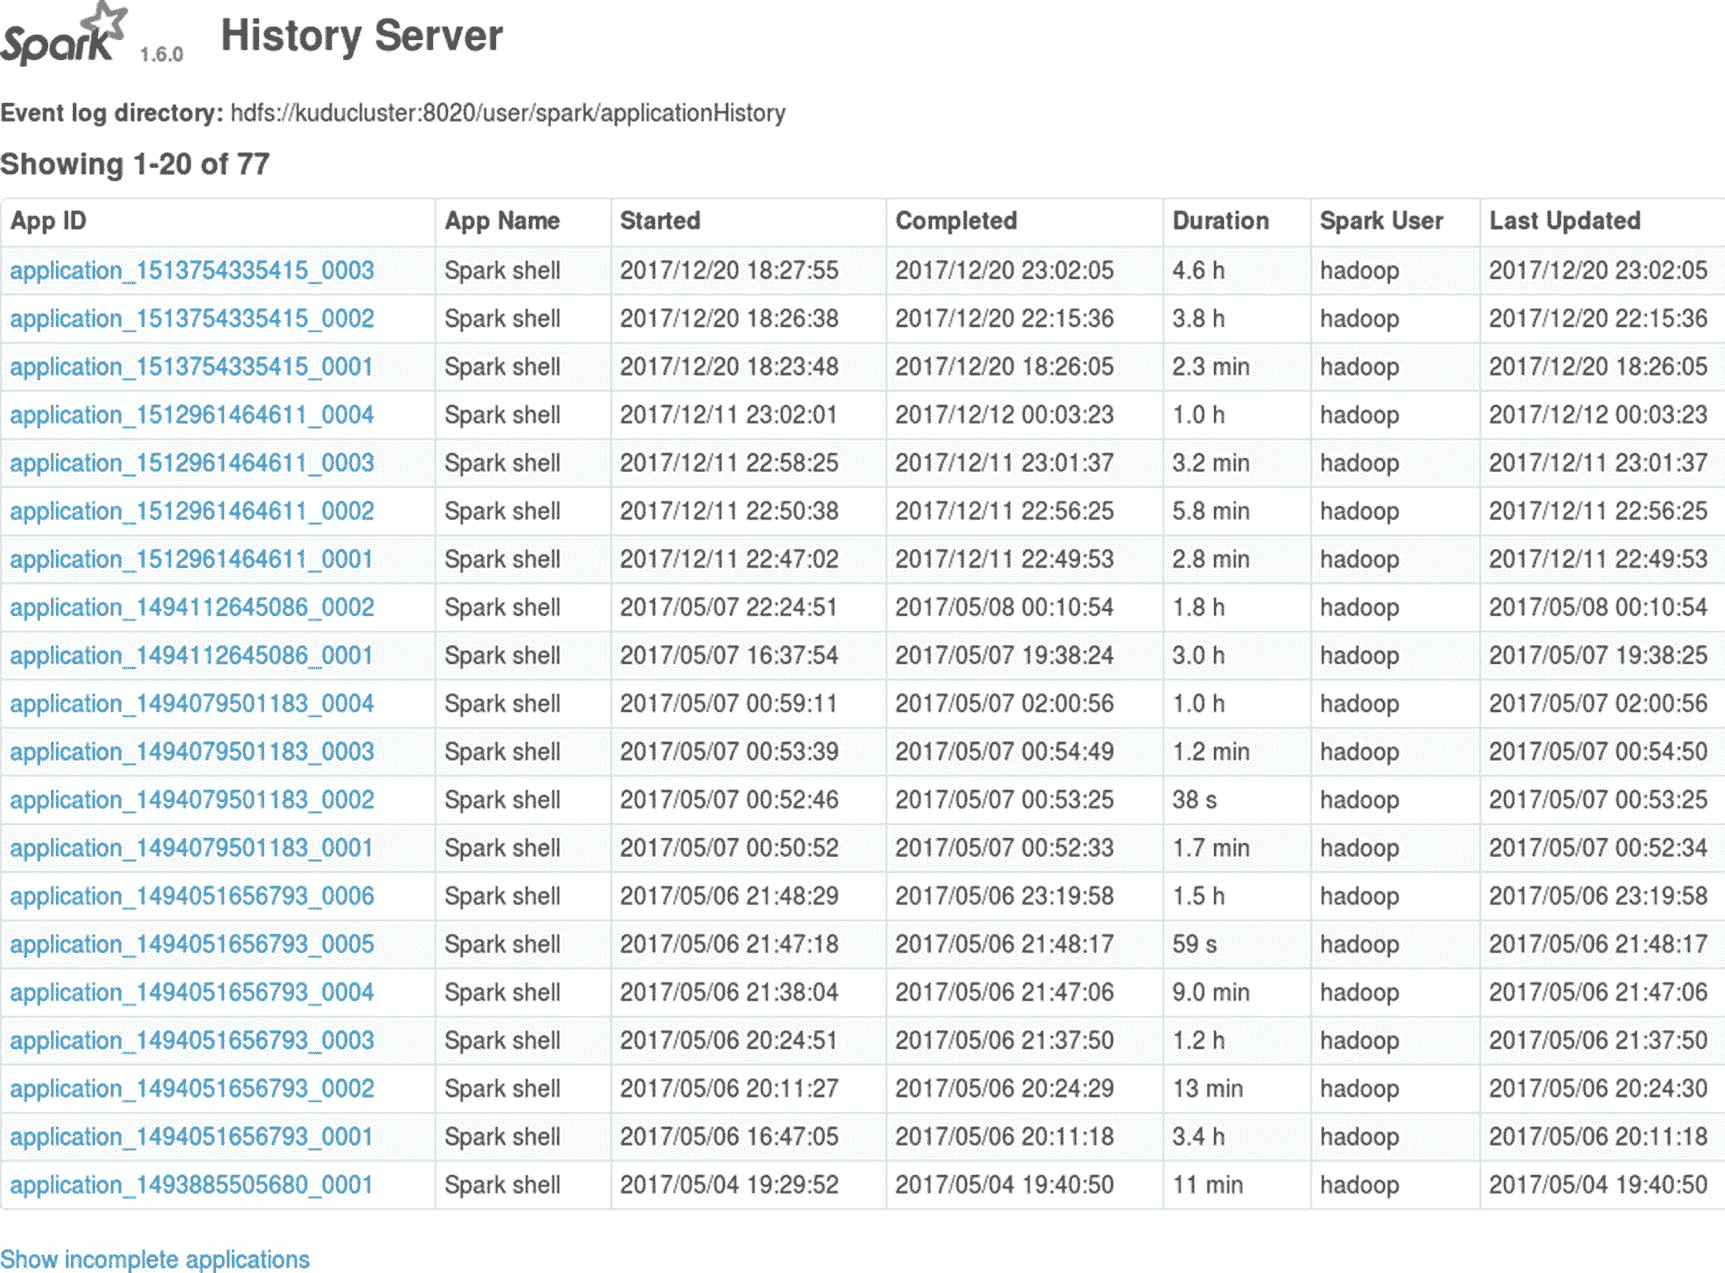 Spark 1.6.0 History Server
Event log directory: hdfs://kuducluster:8020/user/spark/applicationHistory
Showing 1-20 of 77
App ID App Name Started Completed Duration Spark User Last Updated
application_1513754335415_0003 Spark shell 2017/12/20 18:27:55 2017/12/20 23:02:05 4.6 h hadoop 2017/12/20 23:02:05
application_1513754335415_0002 Spark shell 2017/12/20 18:26:38 2017/12/20 22:15:36 3.8 h hadoop 2017/12/20 22:15:36
application_1513754335415_0001 Spark shell 2017/12/20 18:23:48 2017/12/20 18:26:05 2.3 min hadoop 2017/12/20 18:26:05
application_1512961464611_0004 Spark shell 2017/12/11 23:02:01 2017/12/12 00:03:23 1.0 h hadoop 2017/12/12 00:03:23
application_1512961464611_0003 Spark shell 2017/12/11 22:58:25 2017/12/11 23:01:37 3.2 min hadoop 2017/12/11 23:01:37
application_1512961464611_0002 Spark shell 2017/12/11 22:50:38 2017/12/11 22:56:25 5.8 min hadoop 2017/12/11 22:56:25
application_1512961464611_0001 Spark shell 2017/12/11 22:47:02 2017/12/11 22:49:53 2.8 min hadoop 2017/12/11 22:49:53
application_1494112645086_0002 Spark shell 2017/05/07 22:24:51 2017/05/08 00:10:54 1.8 h hadoop 2017/05/08 00:10:54
application_1494112645086_0001 Spark shell 2017/05/07 16:37:54 2017/05/07 19:38:24 3.0 h hadoop 2017/05/07 19:38:25
application_1494079501183_0004 Spark shell 2017/05/07 00:59:11 2017/05/07 02:00:56 1.0 h hadoop 2017/05/07 02:00:56
application_1494079501183_0003 Spark shell 2017/05/07 00:53:39 2017/05/07 00:54:49 1.2 min hadoop 2017/05/07 00:54:50
application_1494079501183_0002 Spark shell 2017/05/07 00:52:46 2017/05/07 00:53:25 38 s hadoop 2017/05/07 00:53:25
application_1494079501183_0001 Spark shell 2017/05/07 00:50:52 2017/05/07 00:52:33 1.7 min hadoop 2017/05/07 00:52:34
application_1494051656793_0006 Spark shell 2017/05/06 21:48:29 2017/05/06 23:19:58 1.5 h hadoop 2017/05/06 23:19:58
application_1494051656793_0005 Spark shell 2017/05/06 21:47:18 2017/05/06 21:48:17 59 s hadoop 2017/05/06 21:48:17
application_1494051656793_0004 Spark shell 2017/05/06 21:38:04 2017/05/06 21:47:06 9.0 min hadoop 2017/05/06 21:47:06
application_1494051656793_0003 Spark shell 2017/05/06 20:24:51 2017/05/06 21:37:50 1.2 h hadoop 2017/05/06 21:37:50
application_1494051656793_0002 Spark shell 2017/05/06 20:11:27 2017/05/06 20:24:29 13 min hadoop 2017/05/06 20:24:30
application_1494051656793_0001 Spark shell 2017/05/06 16:47:05 2017/05/06 20:11:18 3.4 h hadoop 2017/05/06 20:11:18
application_1493885505680_0001 Spark shell 2017/05/04 19:29:52 2017/05/04 19:40:50 11 min hadoop 2017/05/04 19:40:50
Show incomplete applications